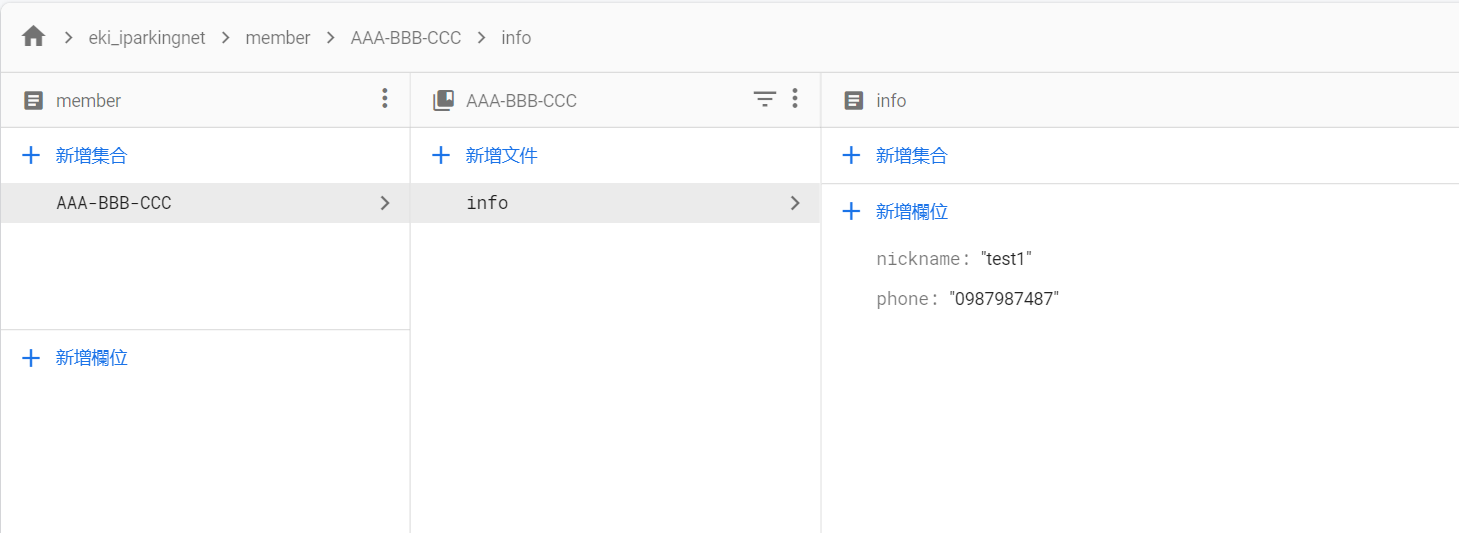 eki_iparkingnet > member > AAA-BBB-CCC > info
member
AAA-BBB-CCC
info
新增集合
新增文件
新增集合
AAA-BBB-CCC
info
新增欄位
nickname: "test1"
phone: "0987987487"
新增欄位